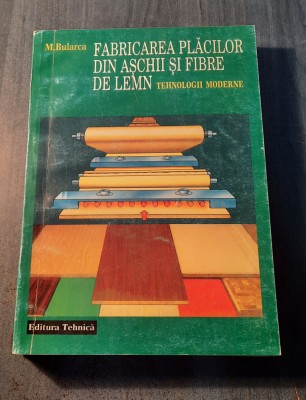 M.Bularca FABRICAREA PLĂCILOR
DIN AŞCHII ŞI FIBRE
DE LEMN TEHNOLOGII MODERNE
Editura Tehnică